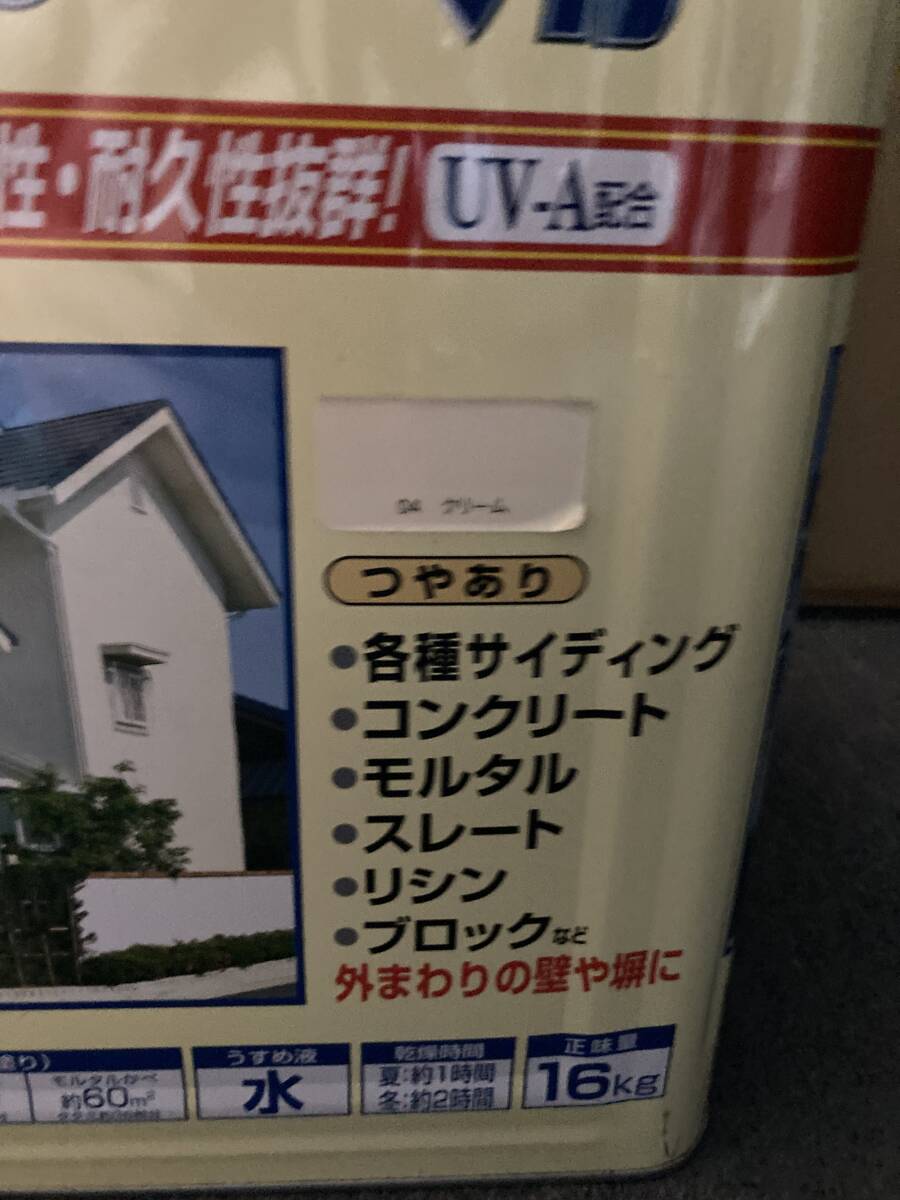 性・耐久性抜群! UV-A配合
04 クリーム
つやあり
●各種サイディング
●コンクリート
●モルタル
●スレート
●リシン
●ブロックなど
外まわりの壁や塀に
塗り)
モルタルかべ
約60m²
うすめ液
水
乾燥時間
夏:約1時間
冬:約2時間
正味量
16kg